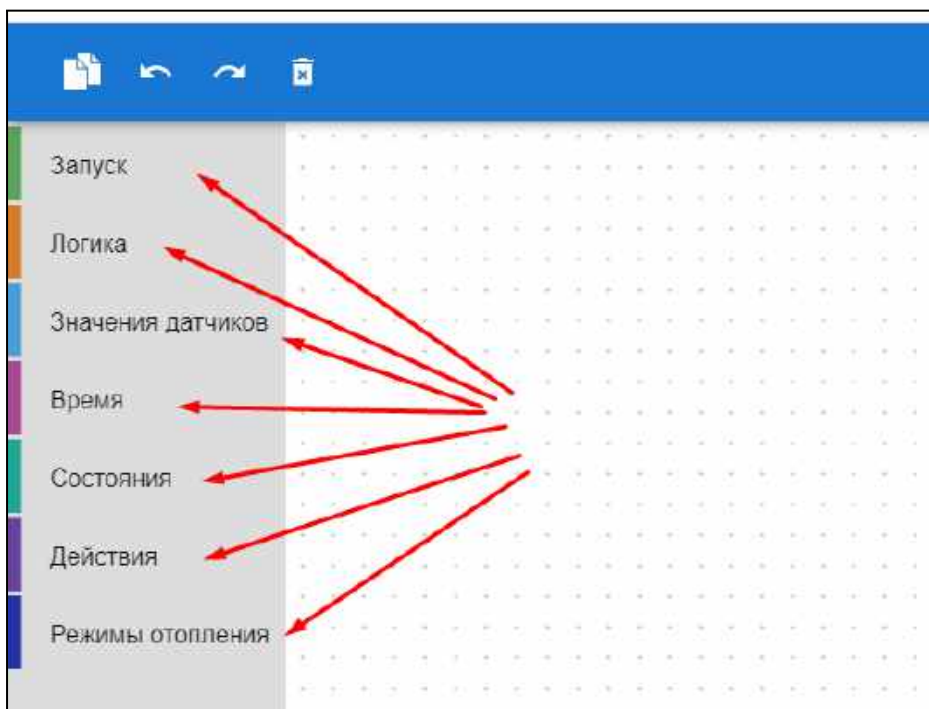 Запуск
Логика
Значения датчиков
Время
Состояния
Действия
Режимы отопления